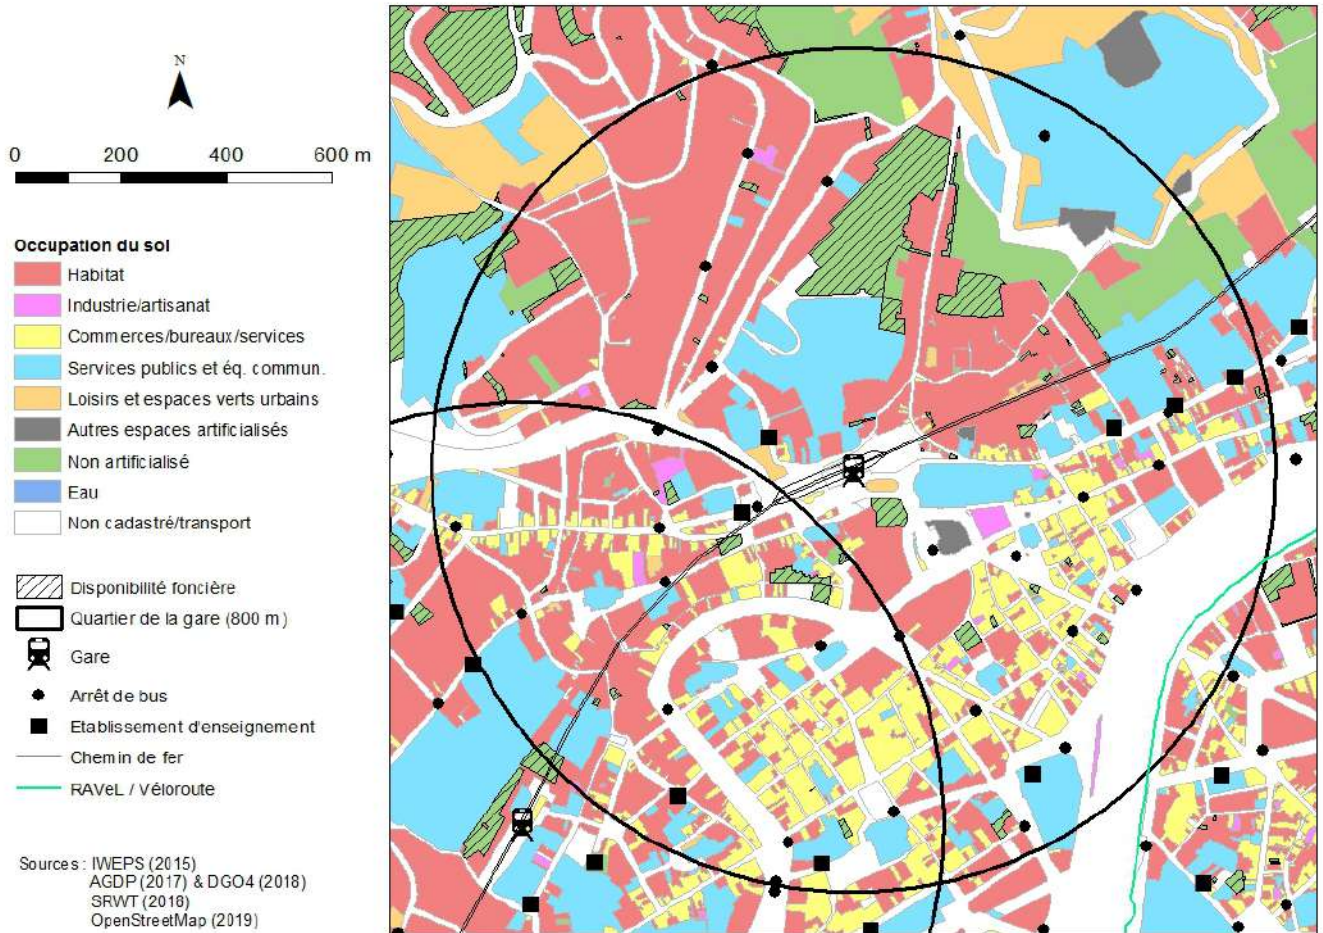 N
0 200 400 600 m
Occupation du sol
Habitat
Industrie/artisanat
Commerces/bureaux/services
Services publics et éq. commun.
Loisirs et espaces verts urbains
Autres espaces artificialisés
Non artificialisé
Eau
Non cadastré/transport
Disponibilité foncière
Quartier de la gare (800 m)
Gare
Arrêt de bus
Etablissement d'enseignement
Chemin de fer
RAVeL / Véloroute
Sources : IWEPS (2015)
AGDP (2017) & DGO4 (2018)
SRWT (2018)
OpenStreetMap (2019)